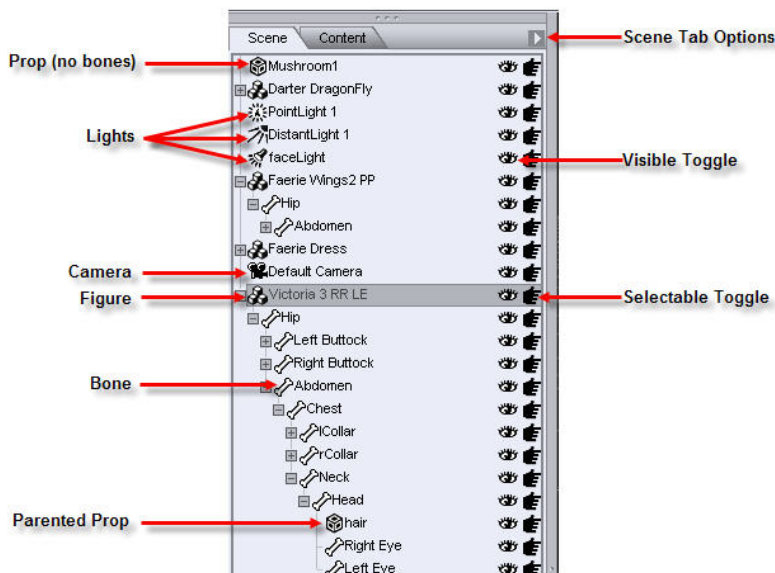 Scene Content
Scene Tab Options
Prop (no bones)
Mushroom1
Darter DragonFly
PointLight 1
Lights
DistantLight 1
faceLight
Visible Toggle
Faerie Wings2 PP
Hip
Abdomen
Faerie Dress
Camera
Default Camera
Figure
Victoria 3 RR LE
Selectable Toggle
Hip
Left Buttock
Right Buttock
Bone
Abdomen
Chest
lCollar
rCollar
Neck
Head
Parented Prop
hair
Right Eye
Left Eye